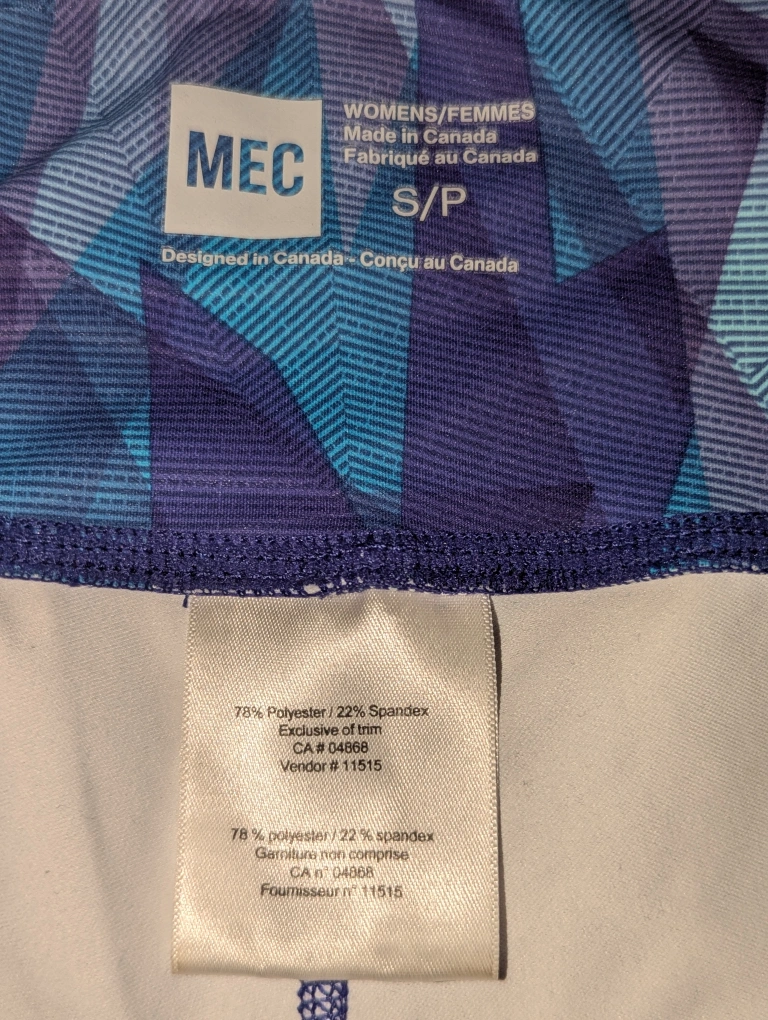 MEC
WOMENS/FEMMES
Made in Canada
Fabriqué au Canada
S/P
Designed in Canada - Conçu au Canada
78% Polyester / 22% Spandex
Exclusive of trim
CA # 04868
Vendor # 11515
78 % polyester / 22 % spandex
Garniture non comprise
CA n° 04868
Fournisseur n° 11515